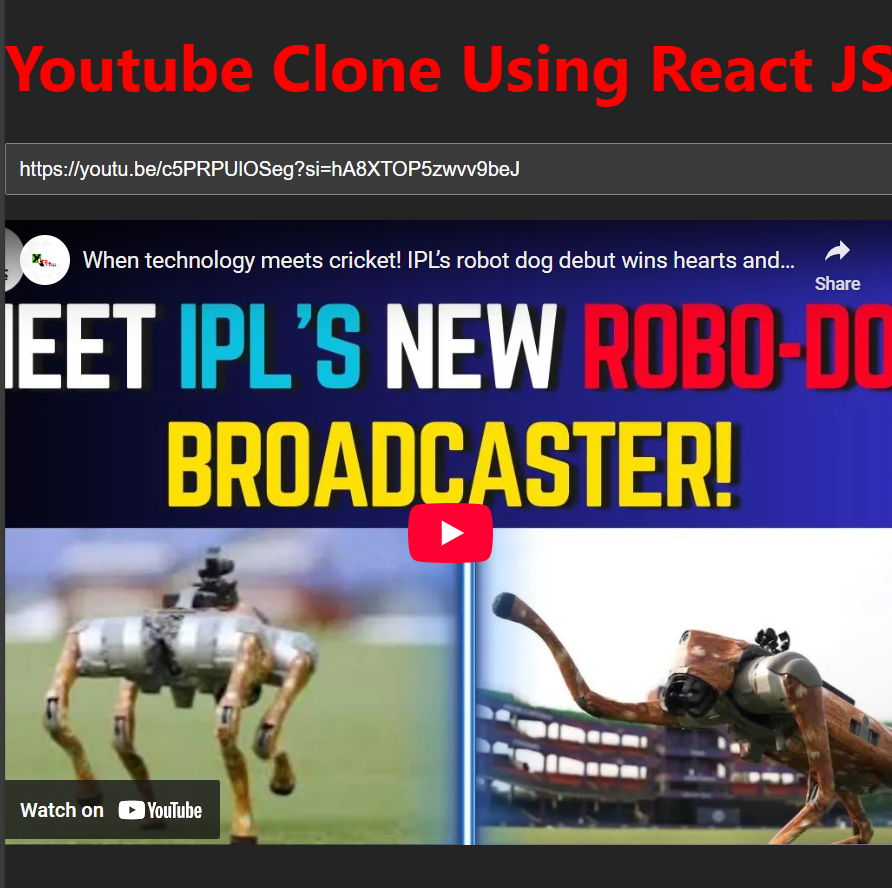 Youtube Clone Using React JS
https://youtu.be/c5PRPUlOSeg?si=hA8XTOP5zwvv9beJ
When technology meets cricket! IPL’s robot dog debut wins hearts and...
Share
EET IPL'S NEW ROBO-DO
BROADCASTER!
Watch on YouTube